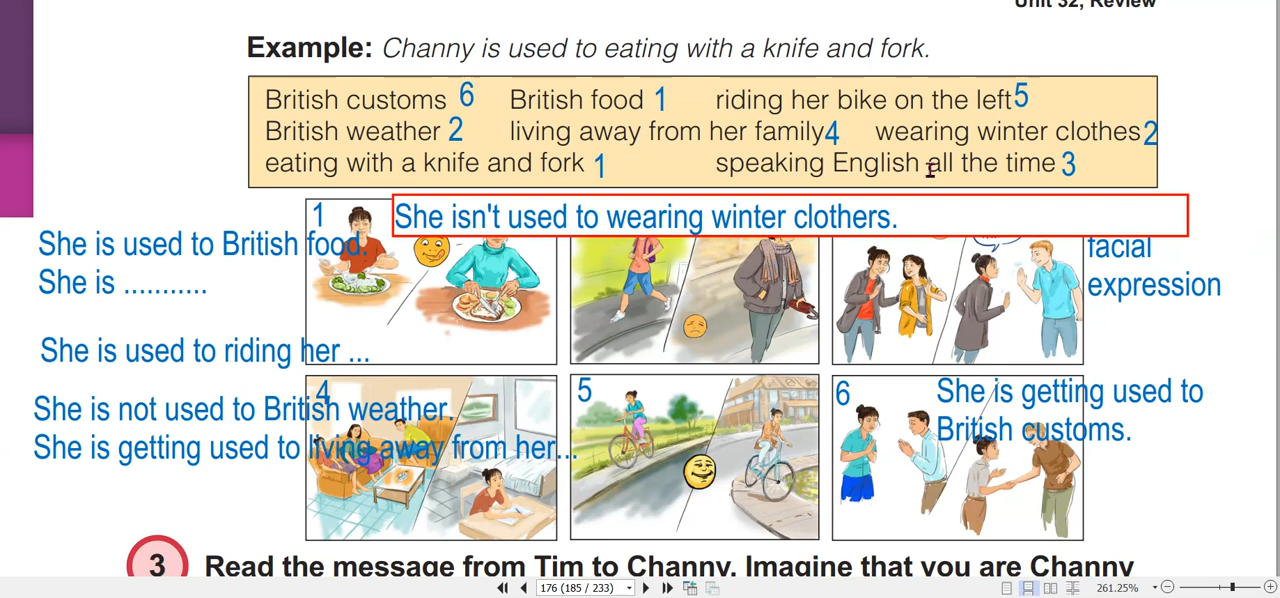 Unit 32, Review
Example: Channy is used to eating with a knife and fork.
British customs 6 British food 1 riding her bike on the left 5
British weather 2 living away from her family 4 wearing winter clothes 2
eating with a knife and fork 1 speaking English all the time 3
1 She isn't used to wearing winter clothers.
She is used to British food.
facial
She is ...........
expression
She is used to riding her ...
4 5 6
She is getting used to
She is not used to British weather.
British customs.
She is getting used to living away from her...
3 Read the message from Tim to Channy. Imagine that you are Channy
176 (185 / 233) 261.25%